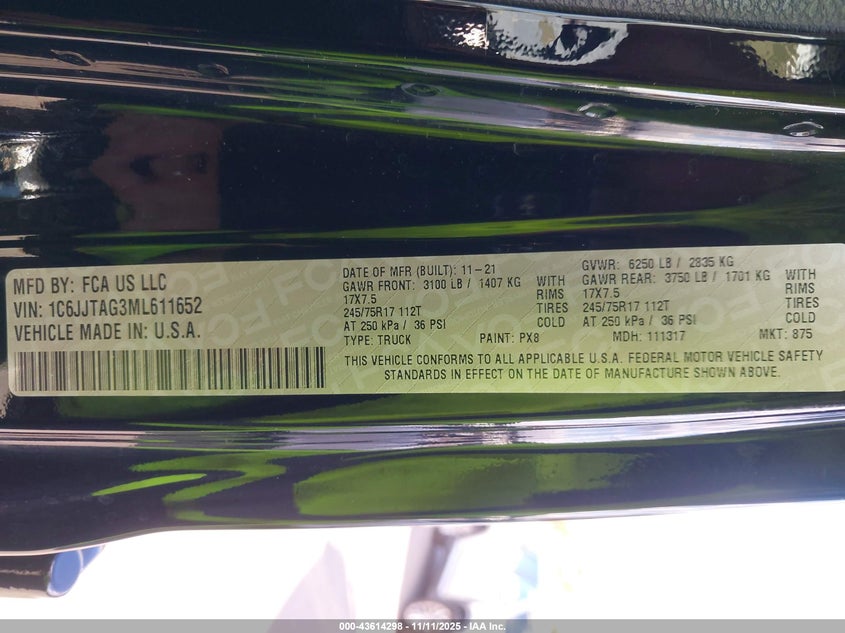 MFD BY: FCA US LLC
VIN: 1C6JJTAG3ML611652
VEHICLE MADE IN: U.S.A.
DATE OF MFR (BUILT): 11-21
GAWR FRONT: 3100 LB / 1407 KG WITH
17X7.5 RIMS
245/75R17 112T TIRES
AT 250 kPa / 36 PSI COLD
TYPE: TRUCK
GVWR: 6250 LB / 2835 KG
GAWR REAR: 3750 LB / 1701 KG WITH
17X7.5 RIMS
245/75R17 112T TIRES
AT 250 kPa / 36 PSI COLD
PAINT: PX8 MDH: 111317 MKT: 875
THIS VEHICLE CONFORMS TO ALL APPLICABLE U.S.A. FEDERAL MOTOR VEHICLE SAFETY
STANDARDS IN EFFECT ON THE DATE OF MANUFACTURE SHOWN ABOVE.
000-43614298 - 11/11/2025 - IAA Inc.